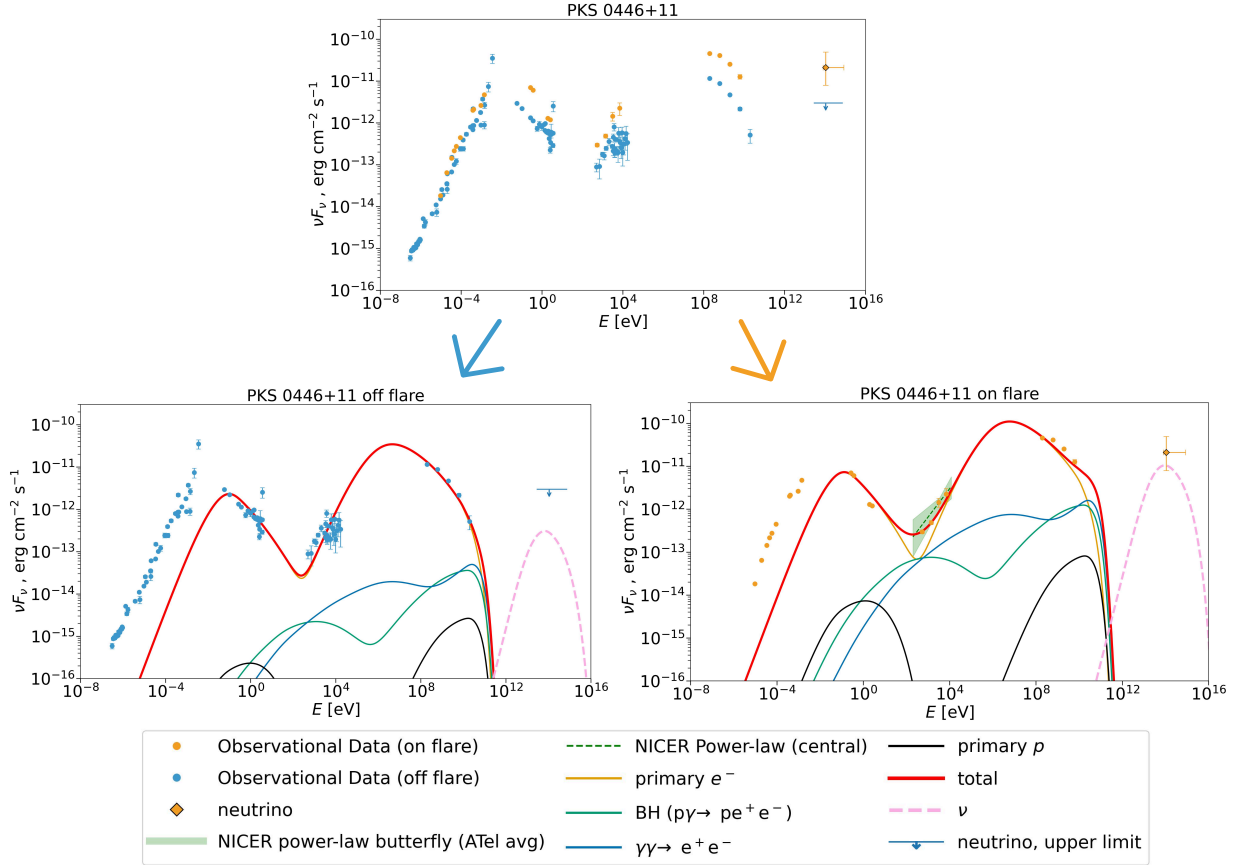 PKS 0446+11
νF_ν , erg cm⁻² s⁻¹
10⁻¹⁰
10⁻¹¹
10⁻¹²
10⁻¹³
10⁻¹⁴
10⁻¹⁵
10⁻¹⁶
10⁻⁸ 10⁻⁴ 10⁰ 10⁴ 10⁸ 10¹² 10¹⁶
E [eV]
PKS 0446+11 off flare
νF_ν , erg cm⁻² s⁻¹
10⁻¹⁰
10⁻¹¹
10⁻¹²
10⁻¹³
10⁻¹⁴
10⁻¹⁵
10⁻¹⁶
10⁻⁸ 10⁻⁴ 10⁰ 10⁴ 10⁸ 10¹² 10¹⁶
E [eV]
PKS 0446+11 on flare
νF_ν , erg cm⁻² s⁻¹
10⁻¹⁰
10⁻¹¹
10⁻¹²
10⁻¹³
10⁻¹⁴
10⁻¹⁵
10⁻¹⁶
10⁻⁸ 10⁻⁴ 10⁰ 10⁴ 10⁸ 10¹² 10¹⁶
E [eV]
Observational Data (on flare)
Observational Data (off flare)
neutrino
NICER power-law butterfly (ATel avg)
NICER Power-law (central)
primary e⁻
BH (pγ→ pe⁺e⁻)
γγ→ e⁺e⁻
primary p
total
ν
neutrino, upper limit